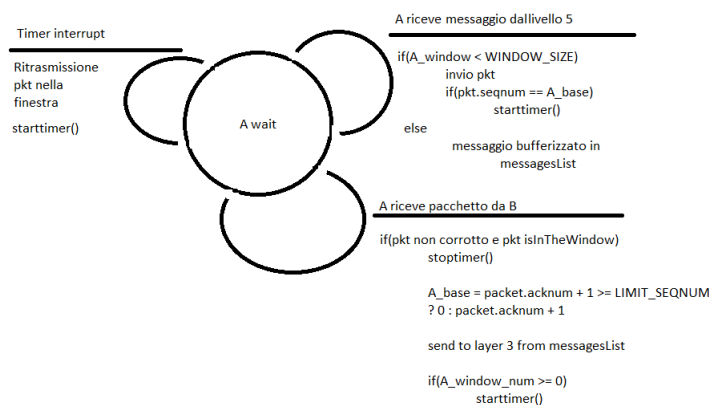 Timer interrupt
Ritrasmissione
pkt nella
finestra
starttimer()
A wait
A riceve messaggio dallivello 5
if(A_window < WINDOW_SIZE)
invio pkt
if(pkt.seqnum == A_base)
starttimer()
else
messaggio bufferizzato in
messagesList
A riceve pacchetto da B
if(pkt non corrotto e pkt isInTheWindow)
stoptimer()
A_base = packet.acknum + 1 >= LIMIT_SEQNUM
? 0 : packet.acknum + 1
send to layer 3 from messagesList
if(A_window_num >= 0)
starttimer()